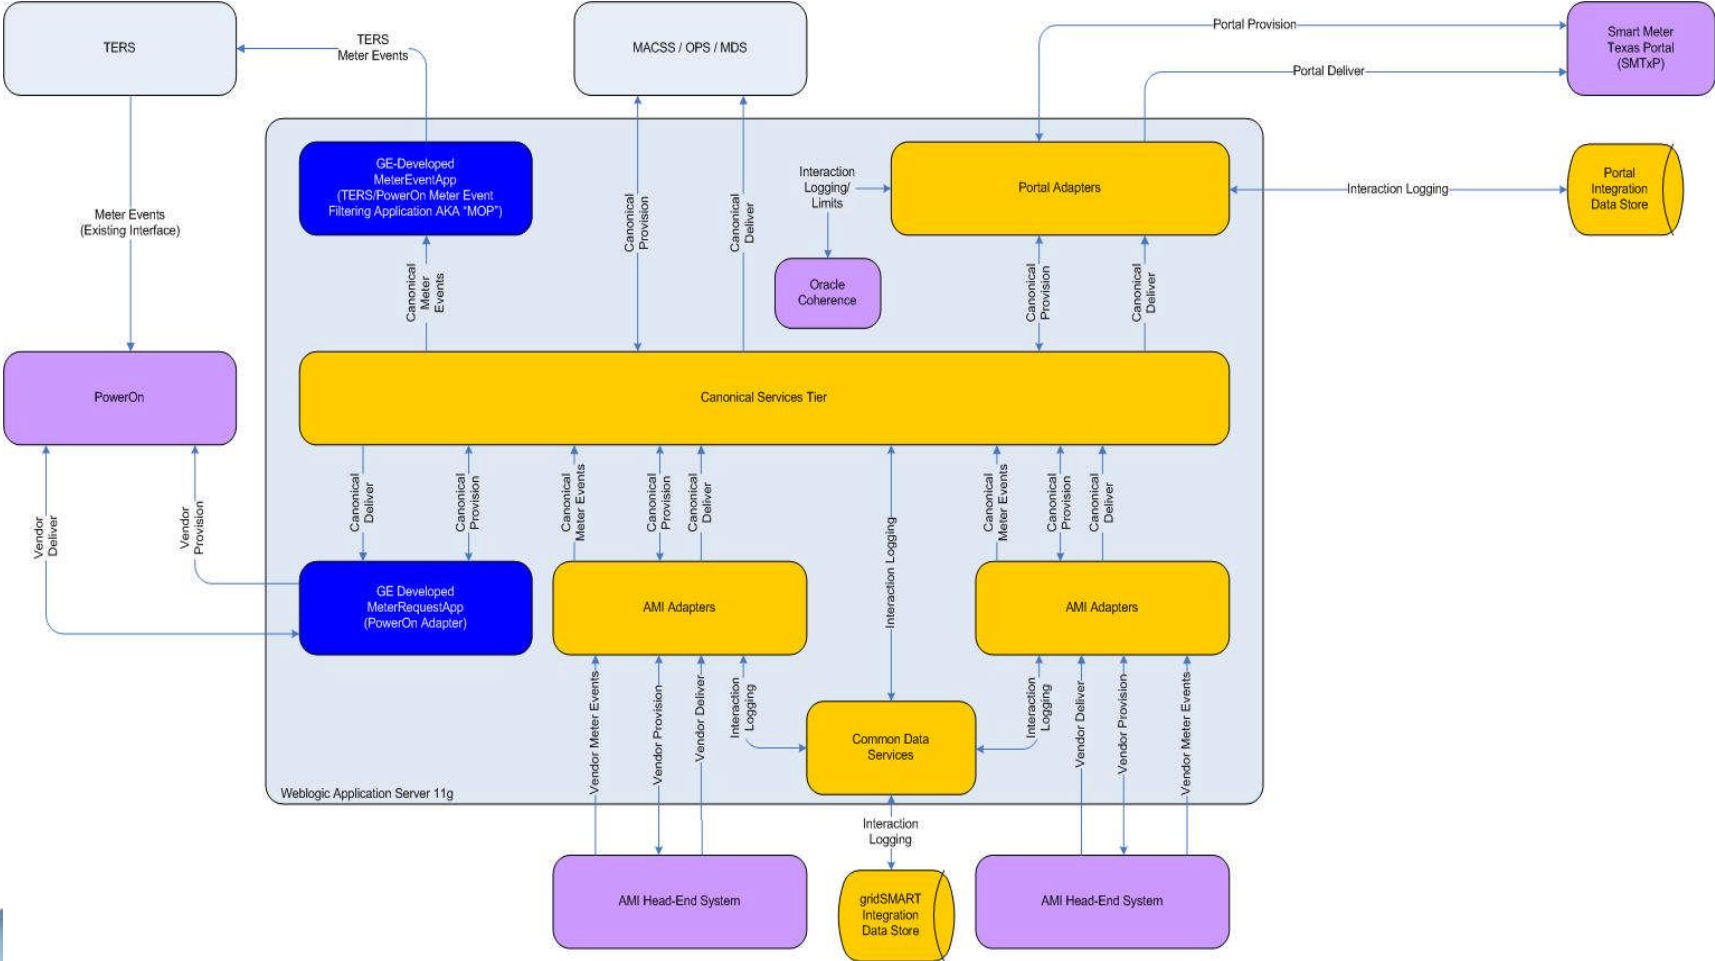 TERS
TERS
Meter Events
MACSS / OPS / MDS
Portal Provision
Portal Deliver
Smart Meter
Texas Portal
(SMTxP)
GE-Developed
MeterEventApp
(TERS/PowerOn Meter Event
Filtering Application AKA “MOP”)
Canonical
Provision
Canonical
Deliver
Interaction
Logging/
Limits
Portal Adapters
Interaction Logging
Portal
Integration
Data Store
Meter Events
(Existing Interface)
Canonical
Meter
Events
Oracle
Coherence
Canonical
Provision
Canonical
Deliver
PowerOn
Canonical Services Tier
Vendor
Deliver
Vendor
Provision
Canonical
Deliver
Canonical
Provision
Canonical
Meter Events
Canonical
Provision
Canonical
Deliver
Interaction Logging
Canonical
Meter Events
Canonical
Provision
Canonical
Deliver
GE Developed
MeterRequestApp
(PowerOn Adapter)
AMI Adapters
AMI Adapters
Vendor Meter Events
Vendor Provision
Vendor Deliver
Interaction
Logging
Common Data
Services
Interaction
Logging
Vendor Deliver
Vendor Provision
Vendor Meter Events
Weblogic Application Server 11g
Interaction
Logging
AMI Head-End System
gridSMART
Integration
Data Store
AMI Head-End System